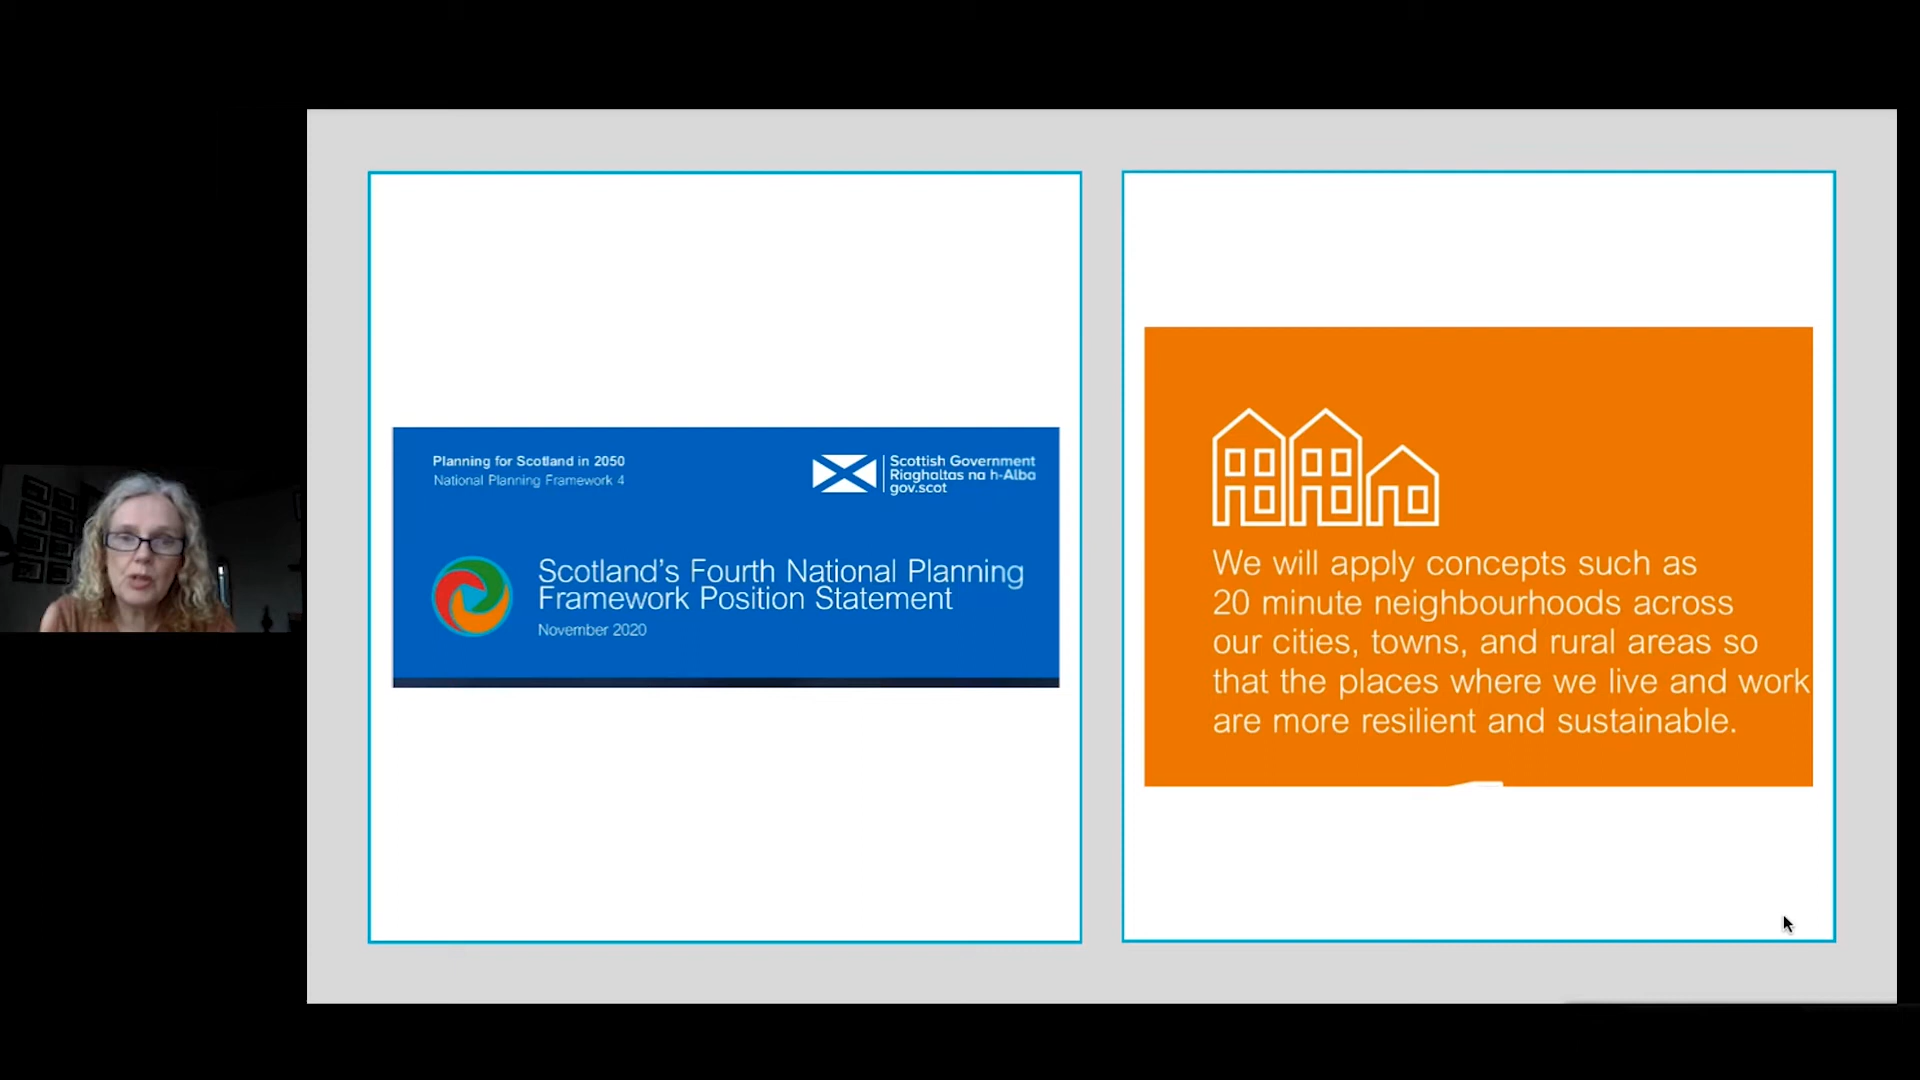 Planning for Scotland in 2050
National Planning Framework 4
Scottish Government
Riaghaltas na h-Alba
gov.scot
Scotland's Fourth National Planning
Framework Position Statement
November 2020
We will apply concepts such as
20 minute neighbourhoods across
our cities, towns, and rural areas so
that the places where we live and work
are more resilient and sustainable.